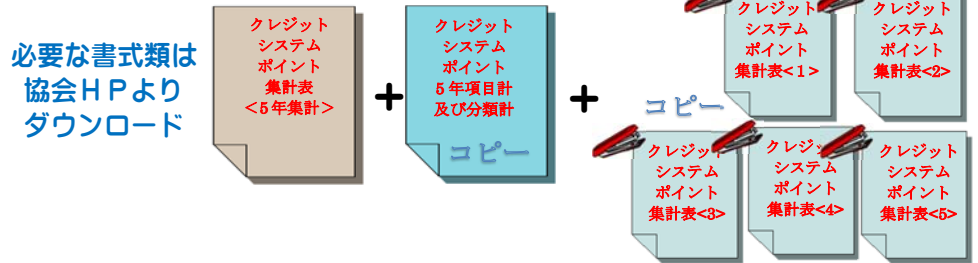 必要な書式類は
協会ＨＰより
ダウンロード
クレジット
システム
ポイント
集計表
＜5年集計＞
+
クレジット
システム
ポイント
5年項目計
及び分類計
コピー
+
コピー
クレジット
システム
ポイント
集計表<1>
クレジット
システム
ポイント
集計表<2>
クレジット
システム
ポイント
集計表<3>
クレジット
システム
ポイント
集計表<4>
クレジット
システム
ポイント
集計表<5>